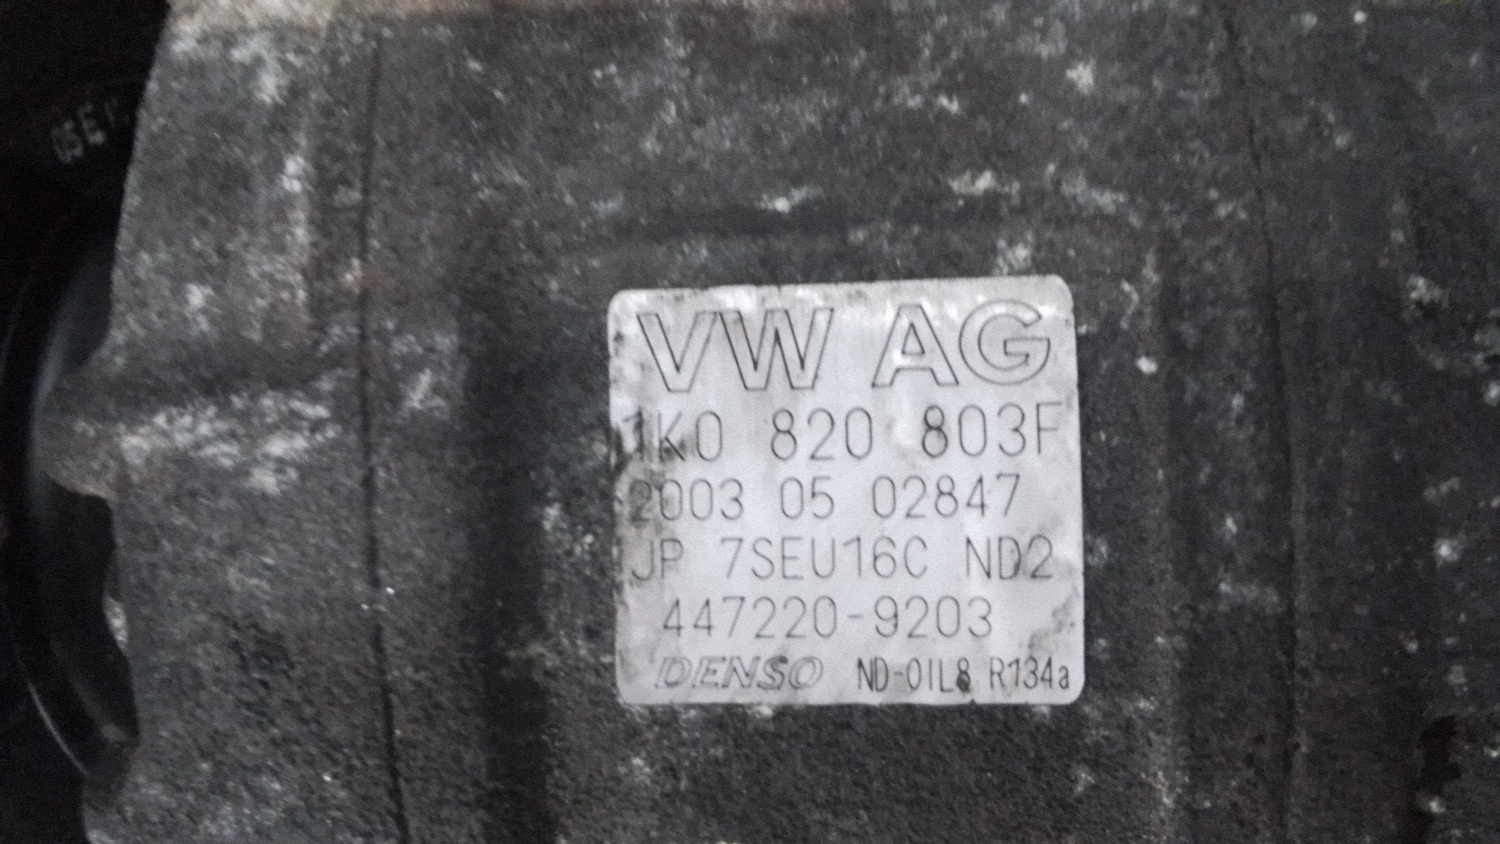 VW AG
1K0 820 803F
2003 05 02847
JP 7SEU16C ND2
447220-9203
DENSO ND-OIL8 R134a